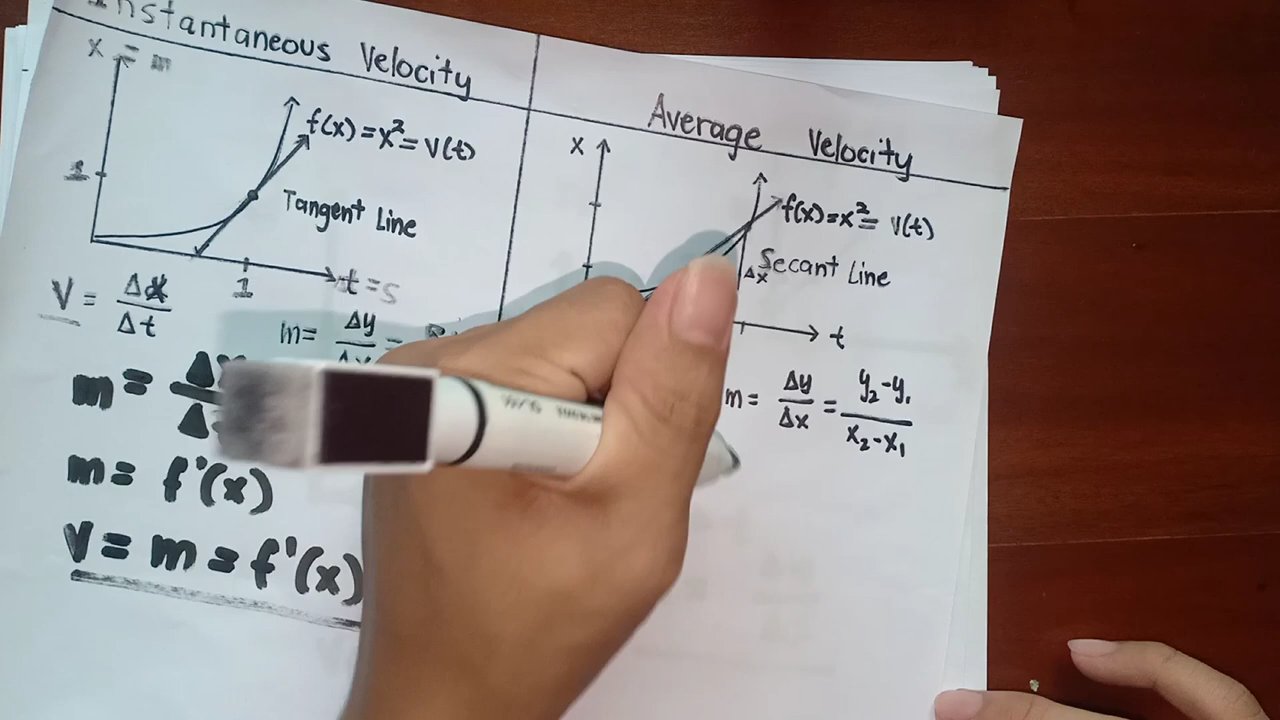 Instantaneous Velocity
x = m
1
f(x) = x² = v(t)
Tangent Line
1
t = s
V = Δx/Δt
m = Δy/Δx =
m =
m = f'(x)
V = m = f'(x)
Average Velocity
x
f(x) = x² = v(t)
Secant Line
Δx
t
m = Δy/Δx = y₂-y₁/x₂-x₁